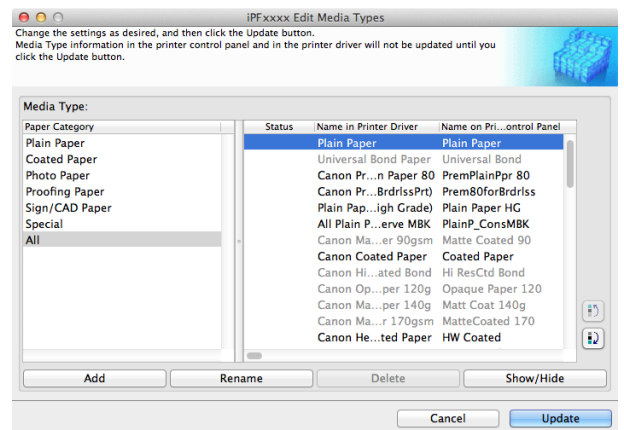 iPFxxxx Edit Media Types
Change the settings as desired, and then click the Update button.
Media Type information in the printer control panel and in the printer driver will not be updated until you
click the Update button.
Media Type:
Paper Category
Plain Paper
Coated Paper
Photo Paper
Proofing Paper
Sign/CAD Paper
Special
All
Status Name in Printer Driver Name on Pri...ontrol Panel
Plain Paper Plain Paper
Universal Bond Paper Universal Bond
Canon Pr...n Paper 80 PremPlainPpr 80
Canon Pr...BrdrlssPrt) Prem80forBrdrlss
Plain Pap...igh Grade) Plain Paper HG
All Plain P...erve MBK PlainP_ConsMBK
Canon Ma...er 90gsm Matte Coated 90
Canon Coated Paper Coated Paper
Canon Hi...ated Bond Hi ResCtd Bond
Canon Op...per 120g Opaque Paper 120
Canon Ma...per 140g Matt Coat 140g
Canon Ma...r 170gsm MatteCoated 170
Canon He...ted Paper HW Coated
Add Rename Delete Show/Hide
Cancel Update